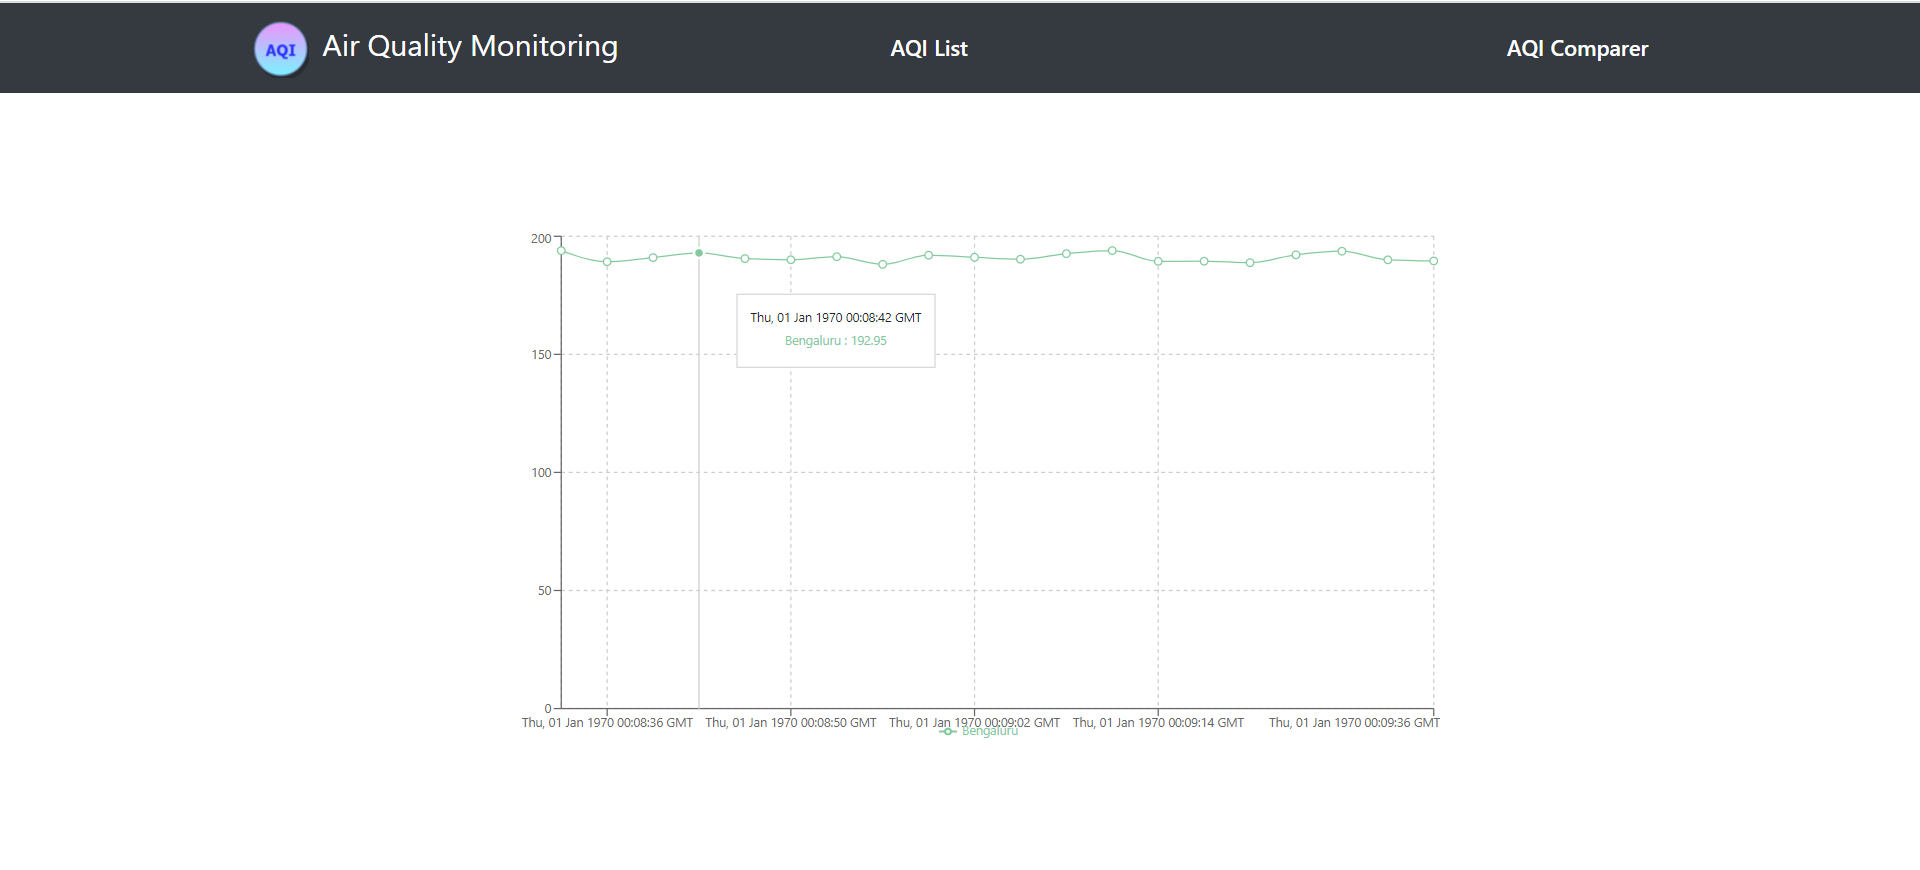 AQI Air Quality Monitoring AQI List AQI Comparer
200
150
100
50
0
Thu, 01 Jan 1970 00:08:42 GMT
Bengaluru : 192.95
Thu, 01 Jan 1970 00:08:36 GMT Thu, 01 Jan 1970 00:08:50 GMT Thu, 01 Jan 1970 00:09:02 GMT Thu, 01 Jan 1970 00:09:14 GMT Thu, 01 Jan 1970 00:09:36 GMT
Bengaluru